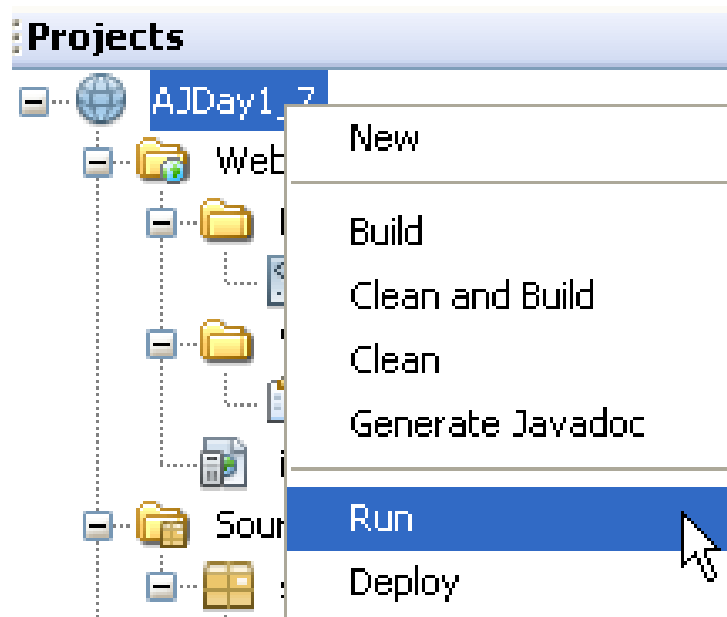 Projects
AJDay1_7
New
Web
Build
Clean and Build
Clean
Generate Javadoc
Sour
Run
Deploy